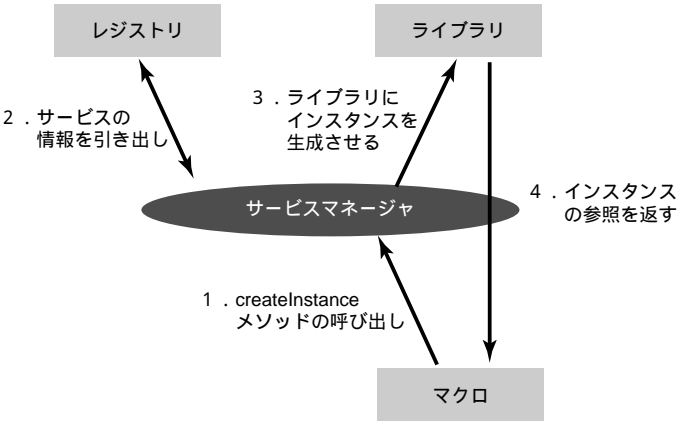 レジストリ
ライブラリ
2．サービスの
情報を引き出し
3．ライブラリに
インスタンスを
生成させる
サービスマネージャ
4．インスタンス
の参照を返す
1．createInstance
メソッドの呼び出し
マクロ